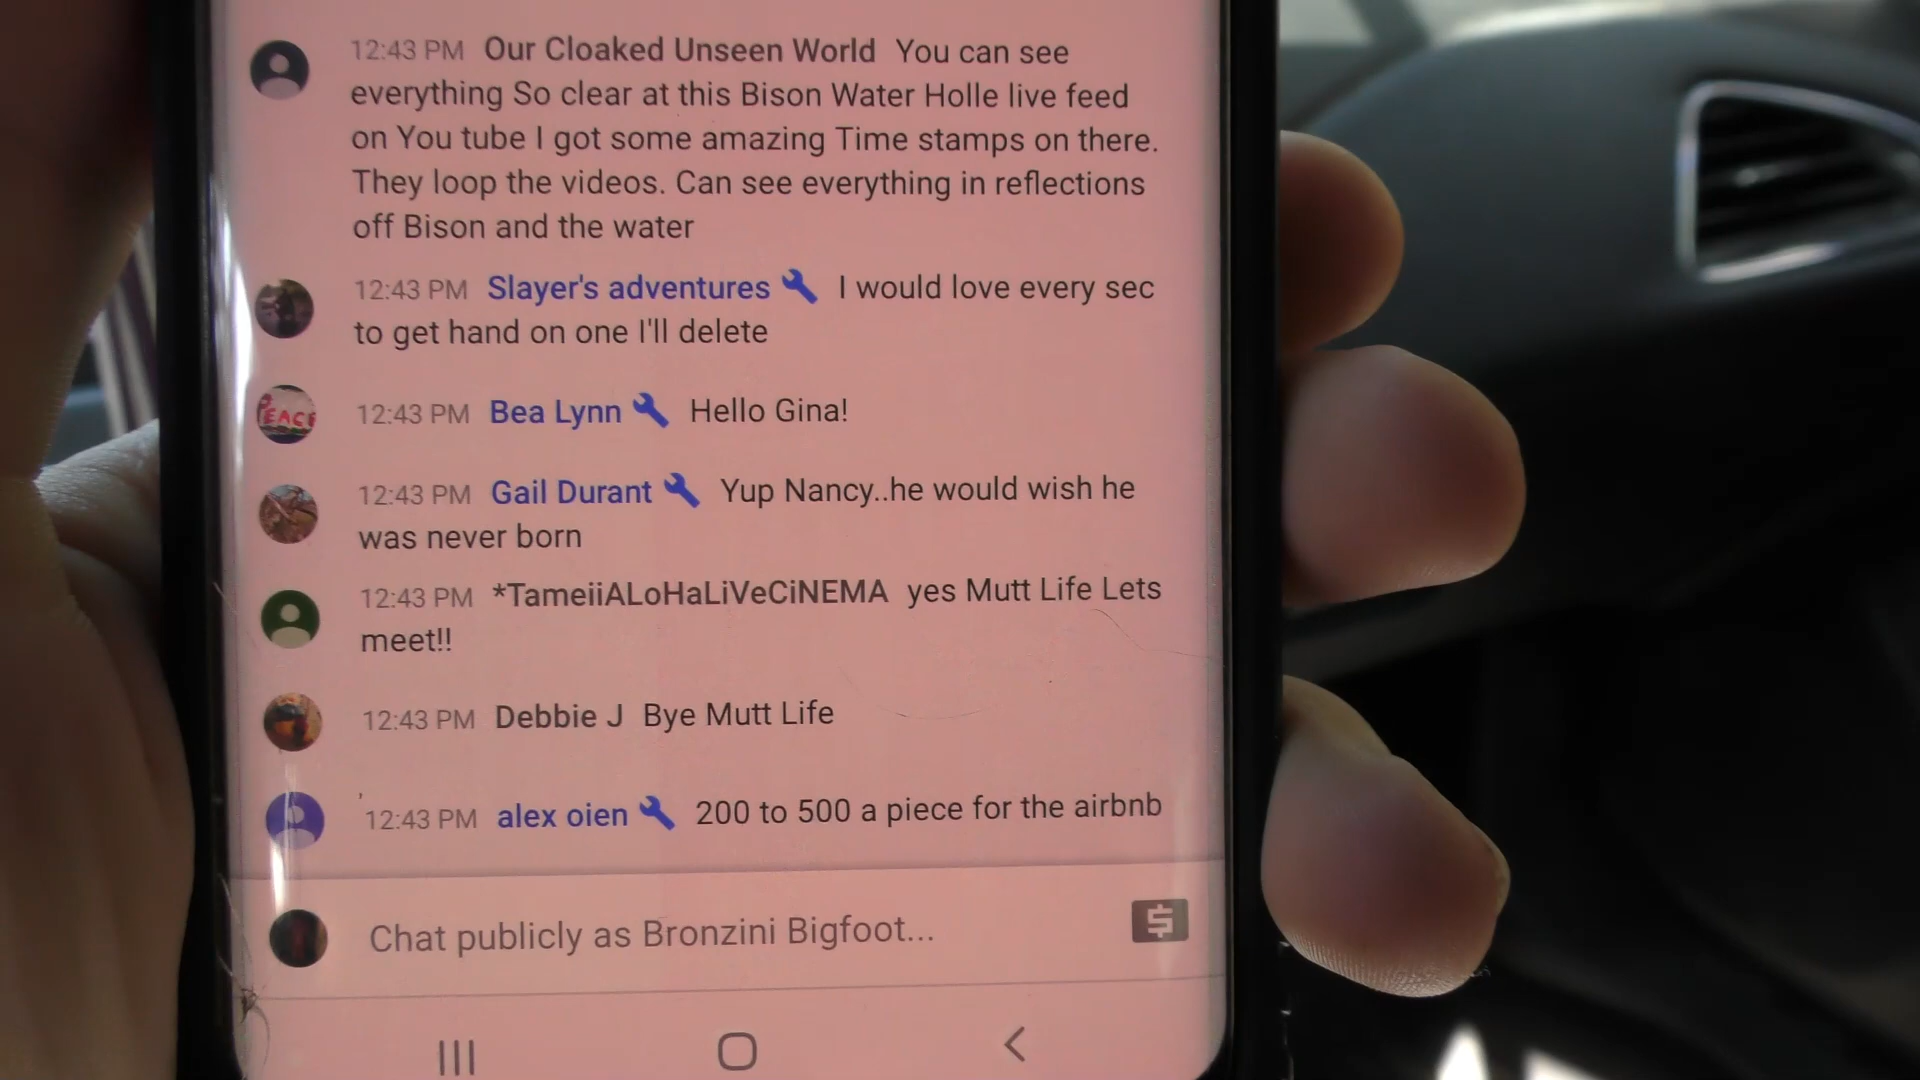 12:43 PM Our Cloaked Unseen World You can see
everything So clear at this Bison Water Holle live feed
on You tube I got some amazing Time stamps on there.
They loop the videos. Can see everything in reflections
off Bison and the water
12:43 PM Slayer's adventures I would love every sec
to get hand on one I'll delete
PEACE
12:43 PM Bea Lynn Hello Gina!
12:43 PM Gail Durant Yup Nancy..he would wish he
was never born
12:43 PM *TameiiALoHaLiVeCiNEMA yes Mutt Life Lets
meet!!
12:43 PM Debbie J Bye Mutt Life
12:43 PM alex oien 200 to 500 a piece for the airbnb
Chat publicly as Bronzini Bigfoot... $